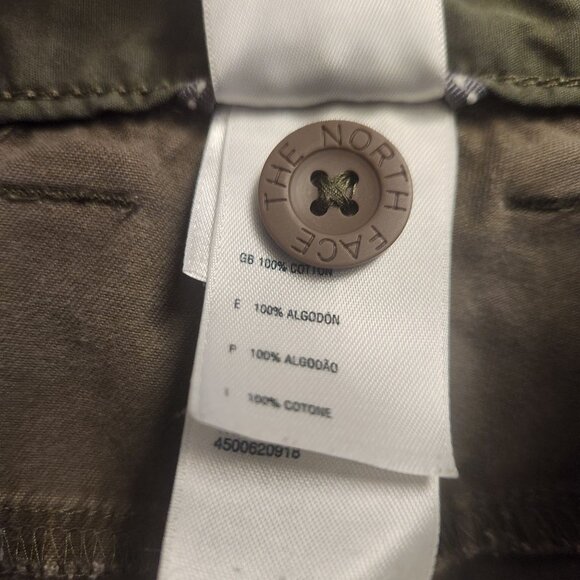 THE NORTH FACE
GB 100% COTTON
E 100% ALGODÓN
P 100% ALGODÃO
I 100% COTONE
4500620918